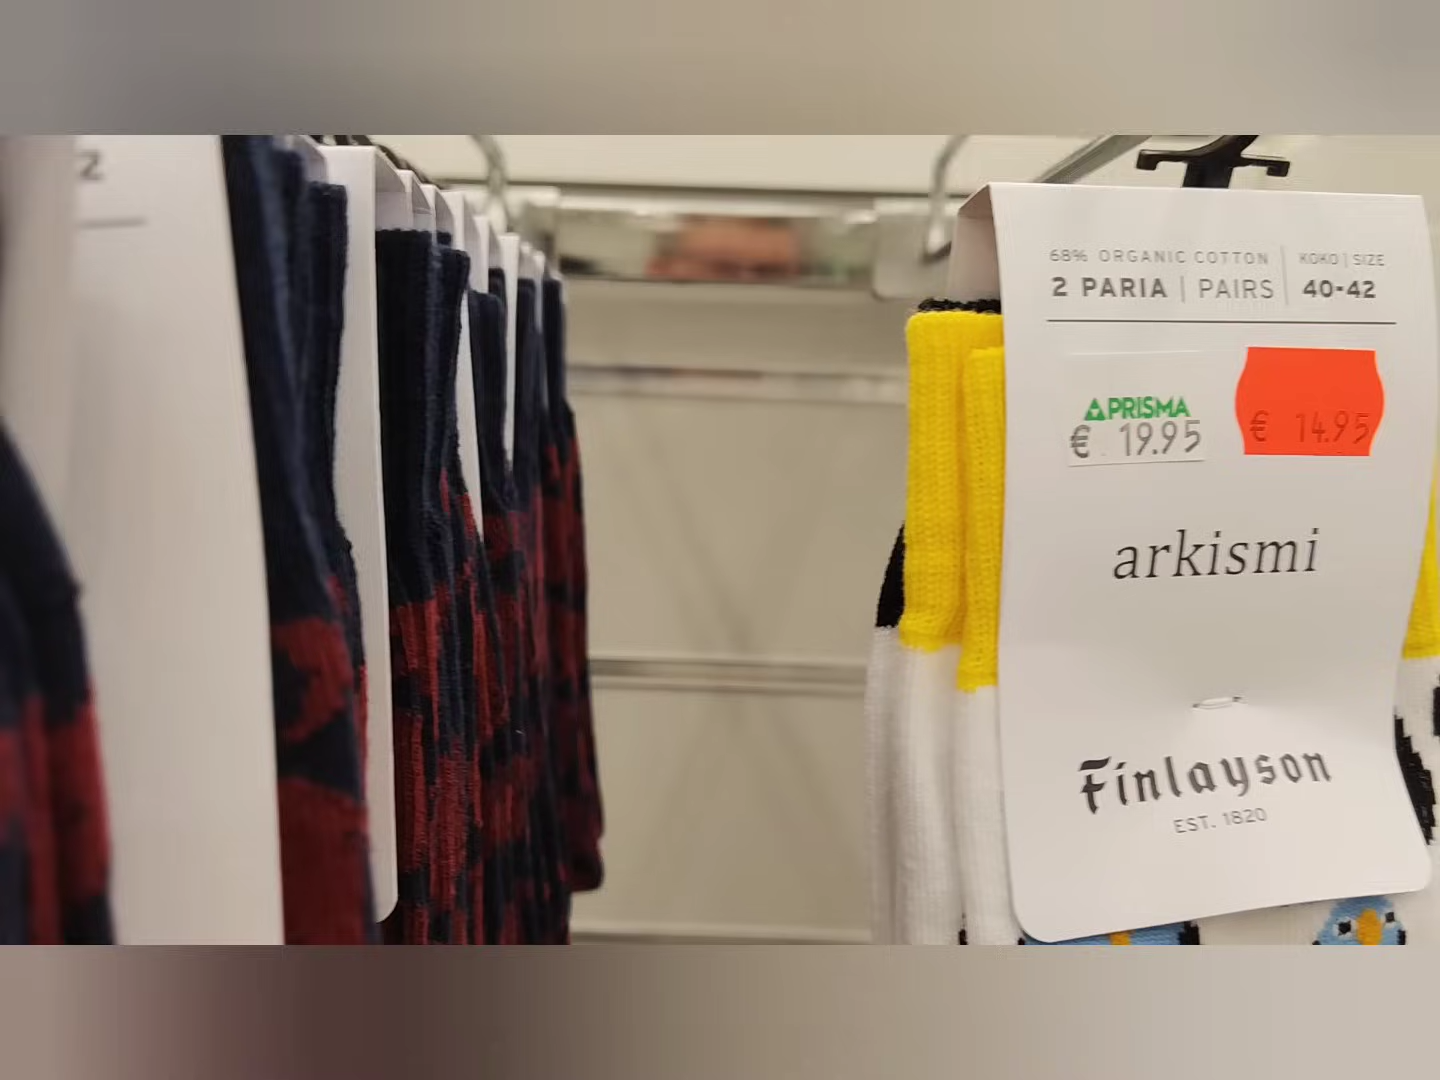 2
68% ORGANIC COTTON
2 PARIA | PAIRS
KOKO | SIZE
40-42
PRISMA
€ 19.95
€ 14.95
arkismi
Finlayson
EST. 1820